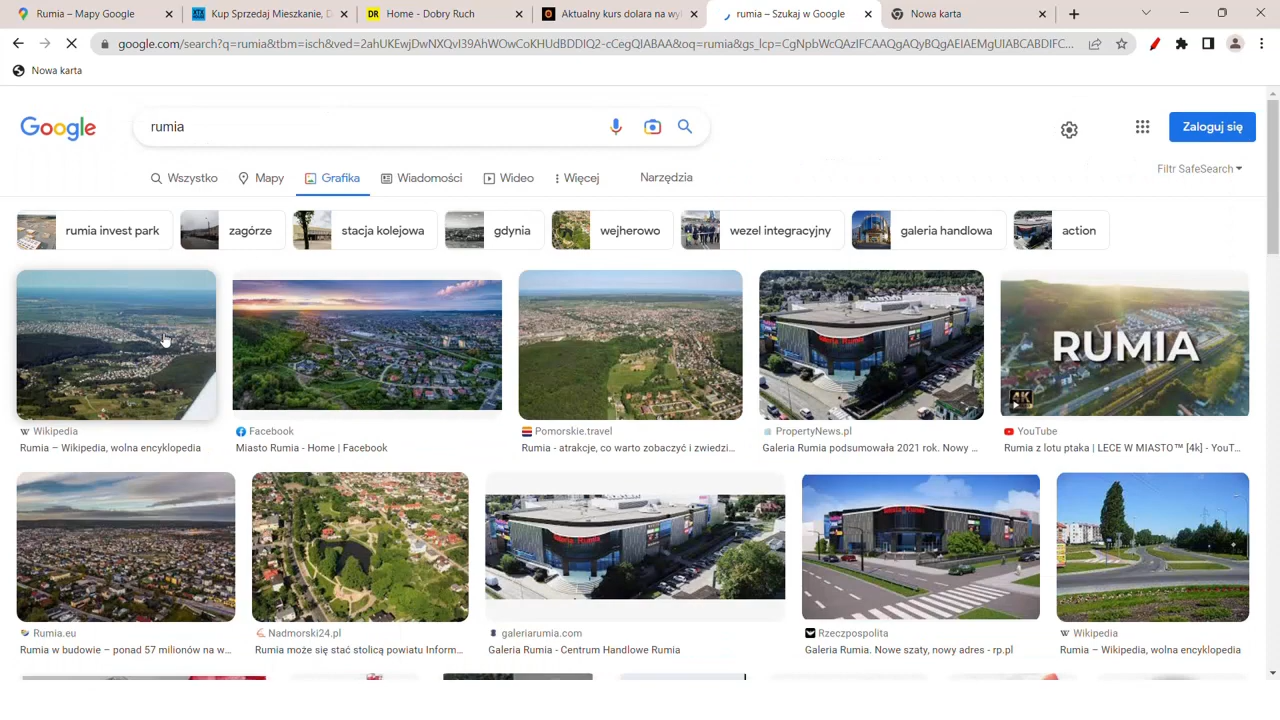 Rumia – Mapy Google
Kup Sprzedaj Mieszkanie, D
Home - Dobry Ruch
Aktualny kurs dolara na wyk
rumia – Szukaj w Google
Nowa karta
google.com/search?q=rumia&tbm=isch&ved=2ahUKEwjDwNXQvI39AhWOwCoKHUdBDDIQ2-cCegQIABAA&oq=rumia&gs_lcp=CgNpbWcQAzIFCAAQgAQyBQgAEIAEMgUIABCABDIFC...
Nowa karta
Google
rumia
Zaloguj się
Wszystko
Mapy
Grafika
Wiadomości
Wideo
Więcej
Narzędzia
Filtr SafeSearch
rumia invest park
zagórze
stacja kolejowa
gdynia
wejherowo
wezel integracyjny
galeria handlowa
action
RUMIA
4K
Wikipedia
Rumia – Wikipedia, wolna encyklopedia
Facebook
Miasto Rumia - Home | Facebook
Pomorskie.travel
Rumia - atrakcje, co warto zobaczyć i zwiedzi...
PropertyNews.pl
Galeria Rumia podsumowała 2021 rok. Nowy ...
YouTube
Rumia z lotu ptaka | LECE W MIASTO™ [4k] - YouT...
Rumia.eu
Rumia w budowie – ponad 57 milionów na w...
Nadmorski24.pl
Rumia może się stać stolicą powiatu Inform...
galeriarumia.com
Galeria Rumia - Centrum Handlowe Rumia
Rzeczpospolita
Galeria Rumia. Nowe szaty, nowy adres - rp.pl
Wikipedia
Rumia – Wikipedia, wolna encyklopedia